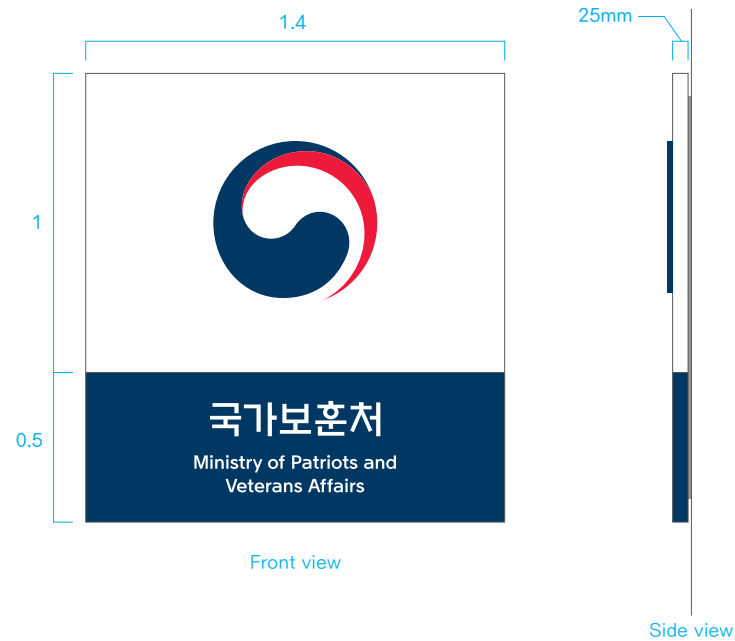 1.4
25mm
1
0.5
국가보훈처
Ministry of Patriots and
Veterans Affairs
Front view
Side view